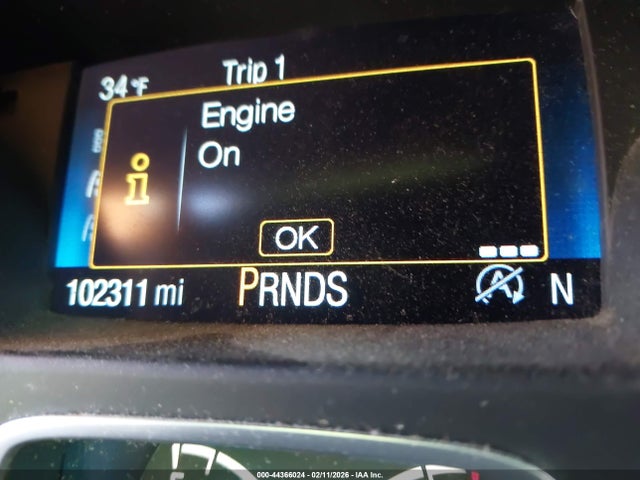 34°F Trip 1
Engine
On
i
OK
102311 mi PRNDS A N
000-44366024 - 02/11/2026 - IAA Inc.